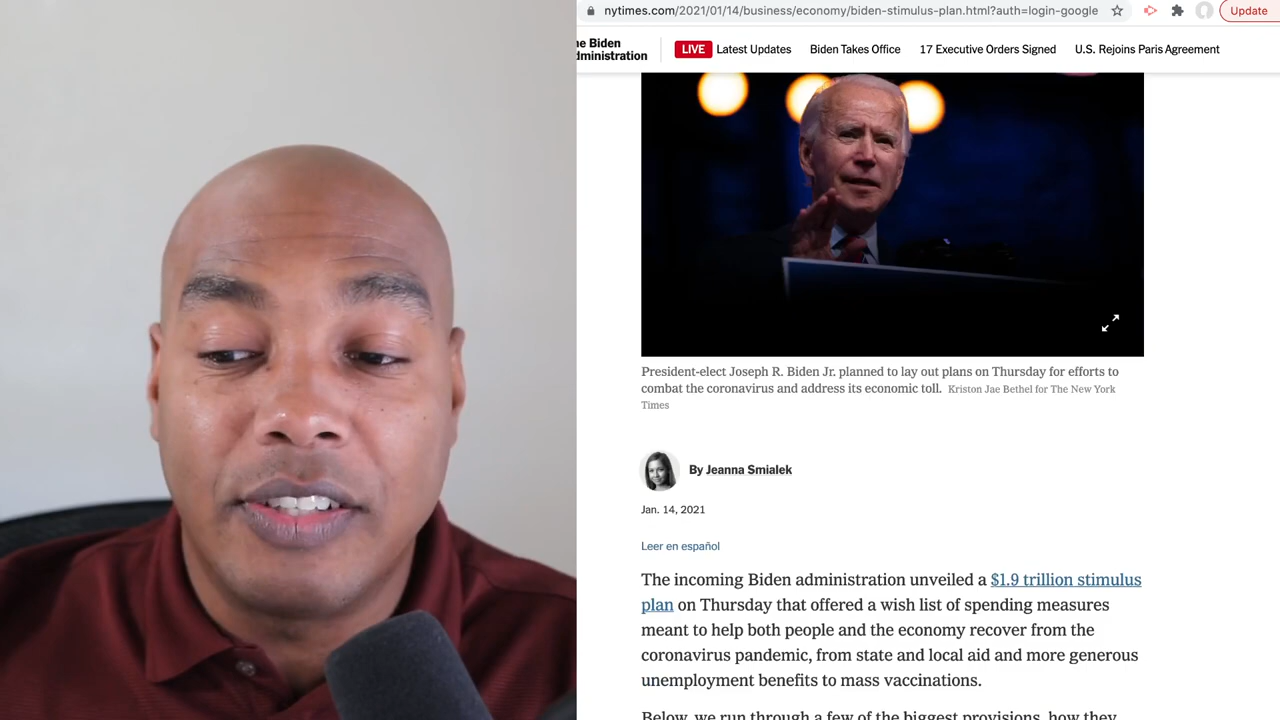 nytimes.com/2021/01/14/business/economy/biden-stimulus-plan.html?auth=login-google
Update
he Biden
dministration
LIVE Latest Updates Biden Takes Office 17 Executive Orders Signed U.S. Rejoins Paris Agreement
President-elect Joseph R. Biden Jr. planned to lay out plans on Thursday for efforts to
combat the coronavirus and address its economic toll. Kriston Jae Bethel for The New York
Times
By Jeanna Smialek
Jan. 14, 2021
Leer en español
The incoming Biden administration unveiled a $1.9 trillion stimulus
plan on Thursday that offered a wish list of spending measures
meant to help both people and the economy recover from the
coronavirus pandemic, from state and local aid and more generous
unemployment benefits to mass vaccinations.
Below, we run through a few of the biggest provisions, how they